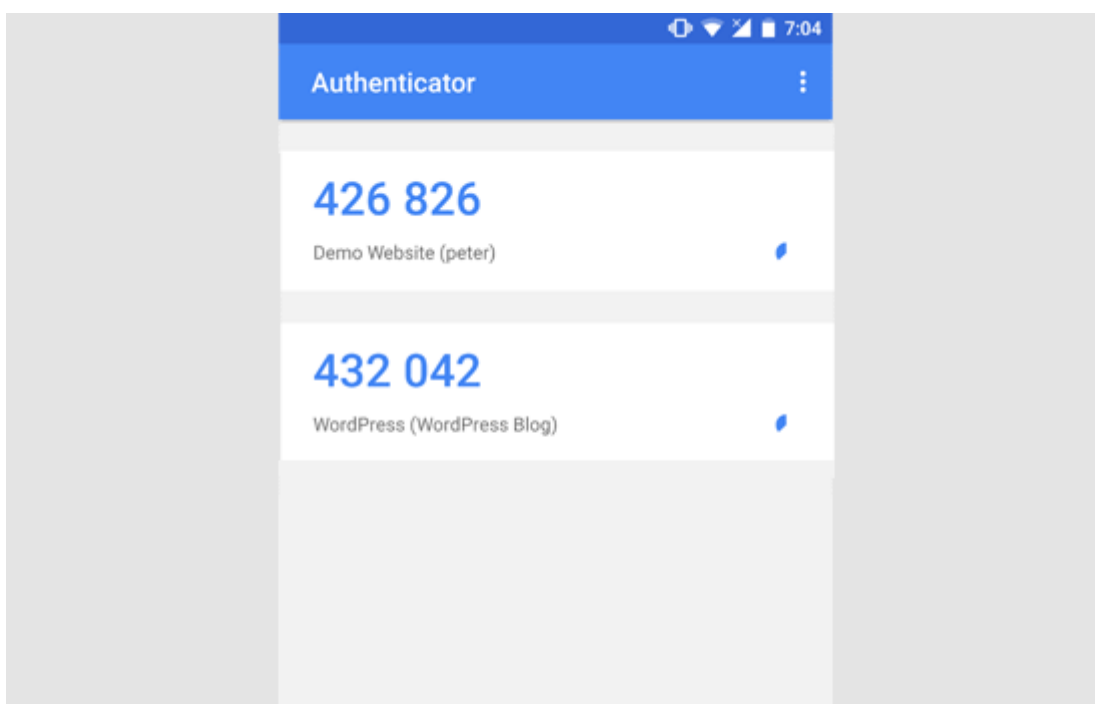 7:04
Authenticator
426 826
Demo Website (peter)
432 042
WordPress (WordPress Blog)